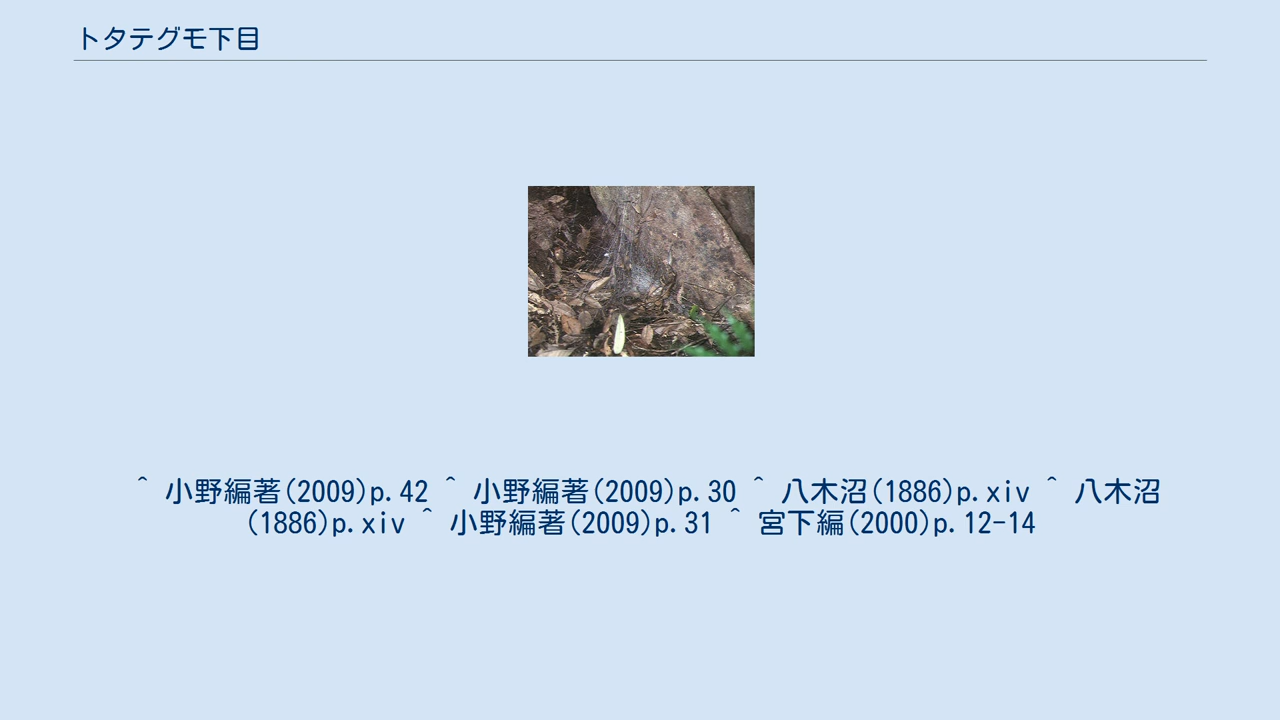 トタテグモ下目
^ 小野編著(2009)p.42 ^ 小野編著(2009)p.30 ^ 八木沼(1886)p.xiv ^ 八木沼
(1886)p.xiv ^ 小野編著(2009)p.31 ^ 宮下編(2000)p.12-14